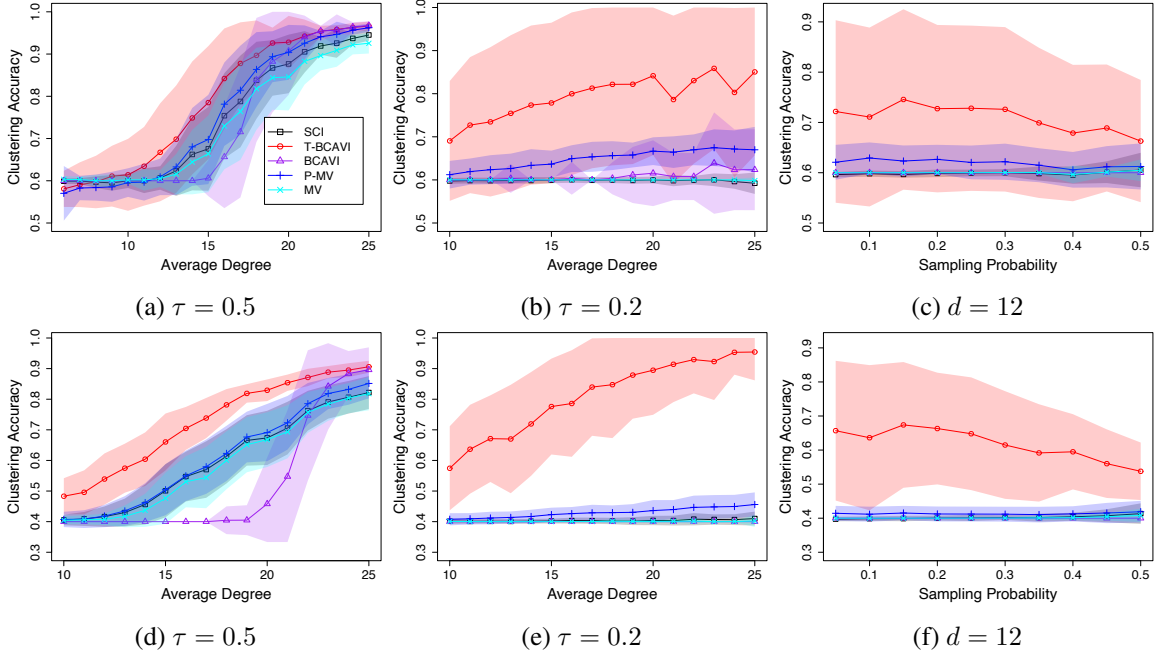 Clustering Accuracy
0.5 0.6 0.7 0.8 0.9 1.0
10 15 20 25
Average Degree
SCI
T-BCAVI
BCAVI
P-MV
MV
(a) τ = 0.5
Clustering Accuracy
0.5 0.6 0.7 0.8 0.9 1.0
10 15 20 25
Average Degree
(b) τ = 0.2
Clustering Accuracy
0.5 0.6 0.7 0.8 0.9
0.1 0.2 0.3 0.4 0.5
Sampling Probability
(c) d = 12
Clustering Accuracy
0.3 0.4 0.5 0.6 0.7 0.8 0.9 1.0
10 15 20 25
Average Degree
(d) τ = 0.5
Clustering Accuracy
0.3 0.4 0.5 0.6 0.7 0.8 0.9 1.0
10 15 20 25
Average Degree
(e) τ = 0.2
Clustering Accuracy
0.3 0.4 0.5 0.6 0.7 0.8 0.9
0.1 0.2 0.3 0.4 0.5
Sampling Probability
(f) d = 12